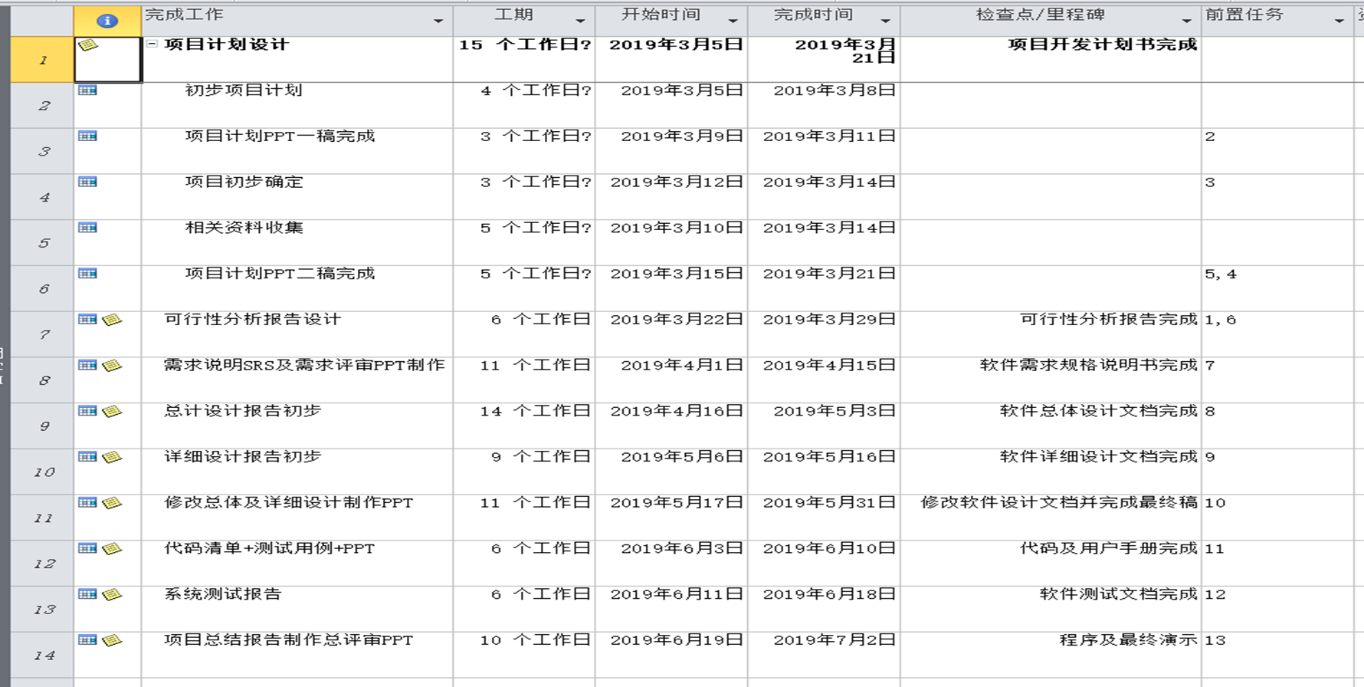 完成工作 工期 开始时间 完成时间 检查点/里程碑 前置任务
1 项目计划设计 15 个工作日? 2019年3月5日 2019年3月21日 项目开发计划书完成
2 初步项目计划 4 个工作日? 2019年3月5日 2019年3月8日
3 项目计划PPT一稿完成 3 个工作日? 2019年3月9日 2019年3月11日 2
4 项目初步确定 3 个工作日? 2019年3月12日 2019年3月14日 3
5 相关资料收集 5 个工作日? 2019年3月10日 2019年3月14日
6 项目计划PPT二稿完成 5 个工作日? 2019年3月15日 2019年3月21日 5,4
7 可行性分析报告设计 6 个工作日 2019年3月22日 2019年3月29日 可行性分析报告完成 1,6
8 需求说明SRS及需求评审PPT制作 11 个工作日 2019年4月1日 2019年4月15日 软件需求规格说明书完成 7
9 总计设计报告初步 14 个工作日 2019年4月16日 2019年5月3日 软件总体设计文档完成 8
10 详细设计报告初步 9 个工作日 2019年5月6日 2019年5月16日 软件详细设计文档完成 9
11 修改总体及详细设计制作PPT 11 个工作日 2019年5月17日 2019年5月31日 修改软件设计文档并完成最终稿 10
12 代码清单+测试用例+PPT 6 个工作日 2019年6月3日 2019年6月10日 代码及用户手册完成 11
13 系统测试报告 6 个工作日 2019年6月11日 2019年6月18日 软件测试文档完成 12
14 项目总结报告制作总评审PPT 10 个工作日 2019年6月19日 2019年7月2日 程序及最终演示 13